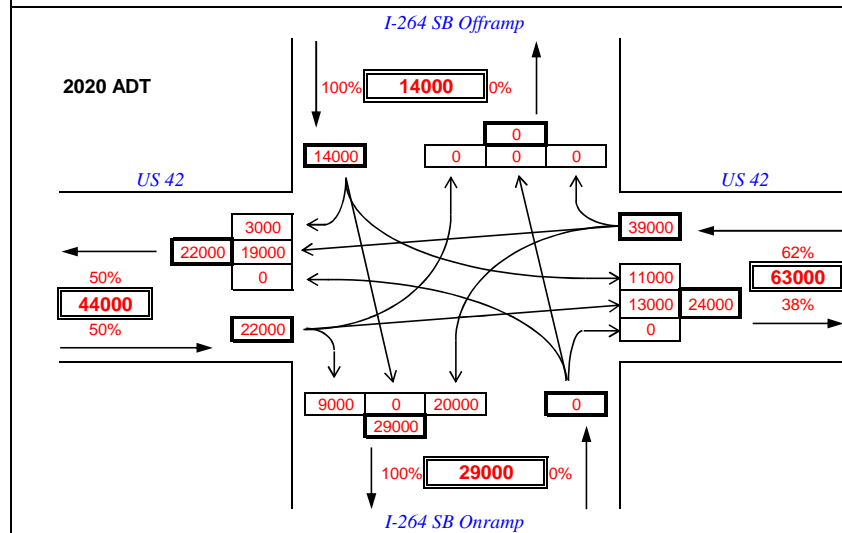 I-264 SB Offramp
2020 ADT
100% 14000 0%
0
14000 0 0 0
US 42 US 42
3000 39000
22000 19000 62%
50% 0 11000 63000
44000 13000 24000 38%
50% 22000 0
9000 0 20000 0
29000
100% 29000 0%
I-264 SB Onramp